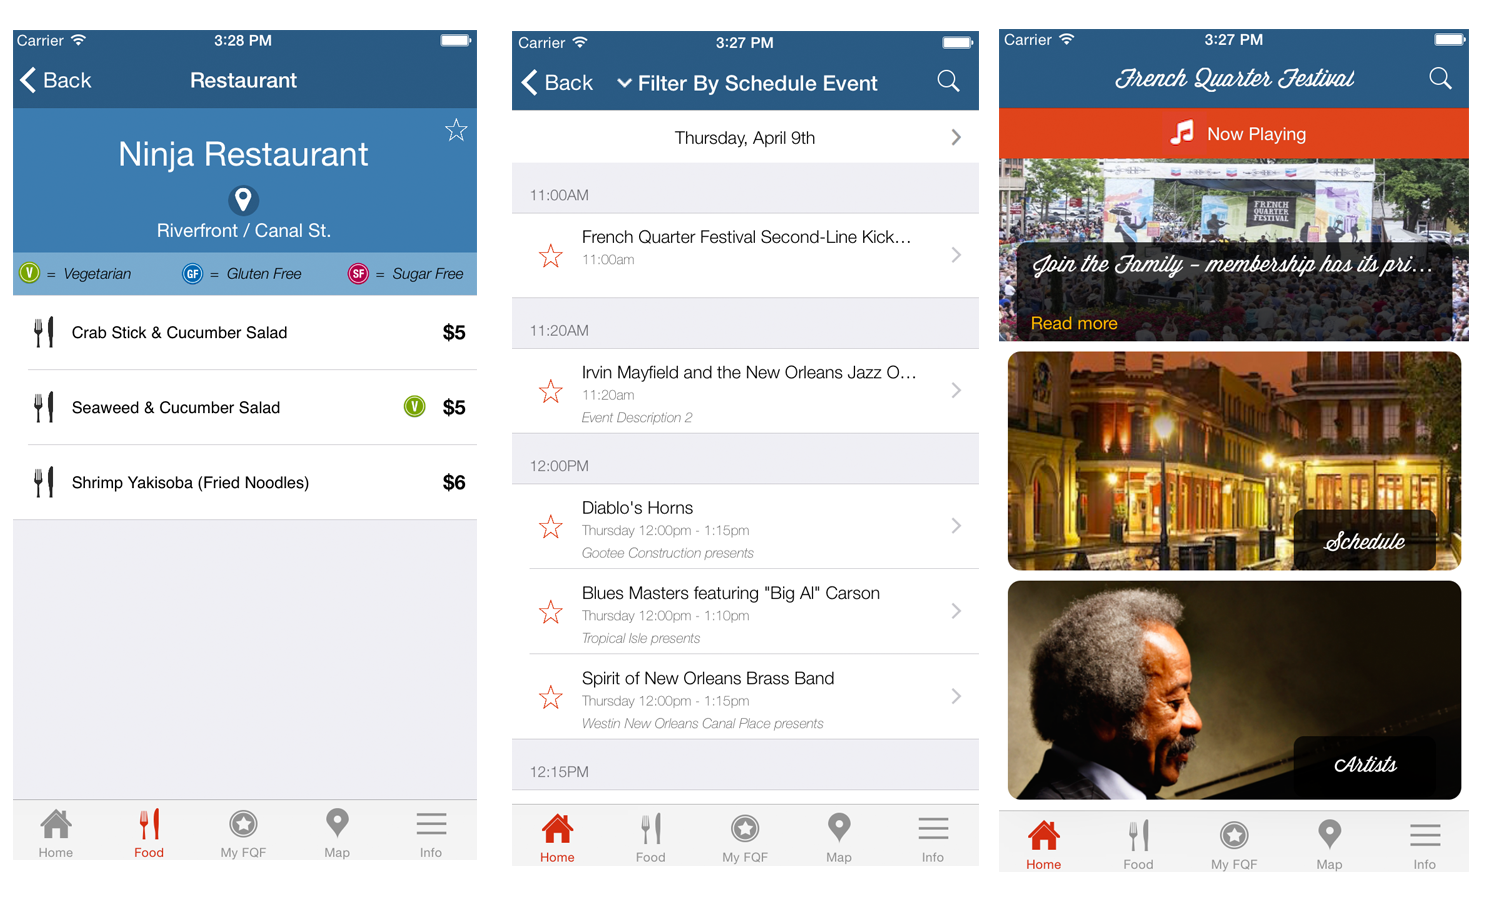 Carrier 3:28 PM
Back Restaurant
Ninja Restaurant
Riverfront / Canal St.
V = Vegetarian GF = Gluten Free SF = Sugar Free
Crab Stick & Cucumber Salad $5
Seaweed & Cucumber Salad V $5
Shrimp Yakisoba (Fried Noodles) $6
Home Food My FQF Map Info
Carrier 3:27 PM
Back Filter By Schedule Event
Thursday, April 9th
11:00AM
French Quarter Festival Second-Line Kick…
11:00am
11:20AM
Irvin Mayfield and the New Orleans Jazz O…
11:20am
Event Description 2
12:00PM
Diablo's Horns
Thursday 12:00pm - 1:15pm
Gootee Construction presents
Blues Masters featuring "Big Al" Carson
Thursday 12:00pm - 1:10pm
Tropical Isle presents
Spirit of New Orleans Brass Band
Thursday 12:00pm - 1:15pm
Westin New Orleans Canal Place presents
12:15PM
Home Food My FQF Map Info
Carrier 3:27 PM
French Quarter Festival
Now Playing
FRENCH
QUARTER
FESTIVAL
Join the Family - membership has its pri…
Read more
Schedule
Artists
Home Food My FQF Map Info